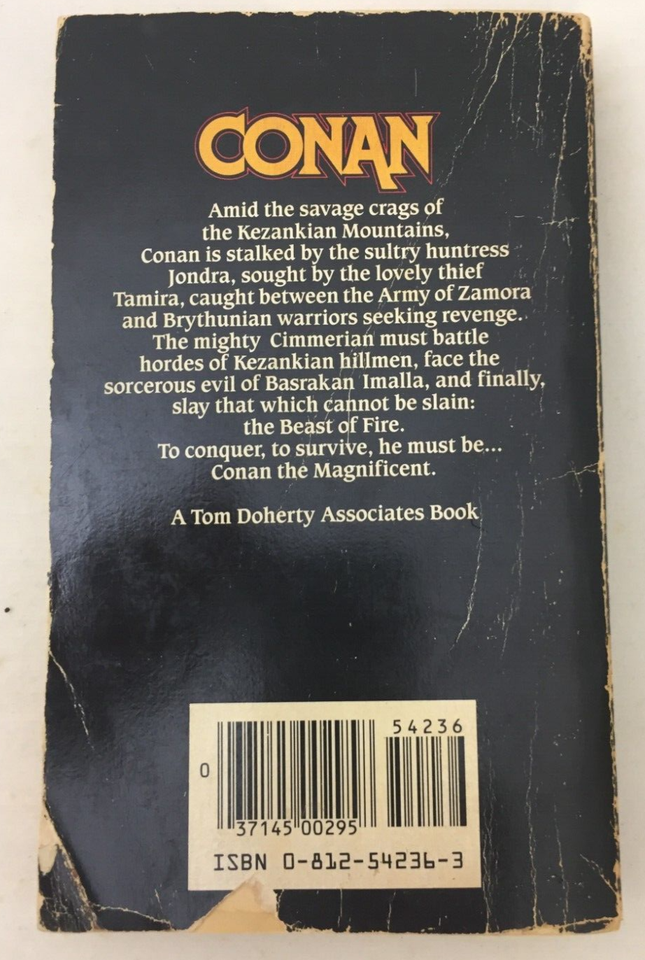 CONAN
Amid the savage crags of
the Kezankian Mountains,
Conan is stalked by the sultry huntress
Jondra, sought by the lovely thief
Tamira, caught between the Army of Zamora
and Brythunian warriors seeking revenge.
The mighty Cimmerian must battle
hordes of Kezankian hillmen, face the
sorcerous evil of Basrakan Imalla, and finally,
slay that which cannot be slain:
the Beast of Fire.
To conquer, to survive, he must be...
Conan the Magnificent.
A Tom Doherty Associates Book
54236
0
37145 00295
ISBN 0-812-54236-3